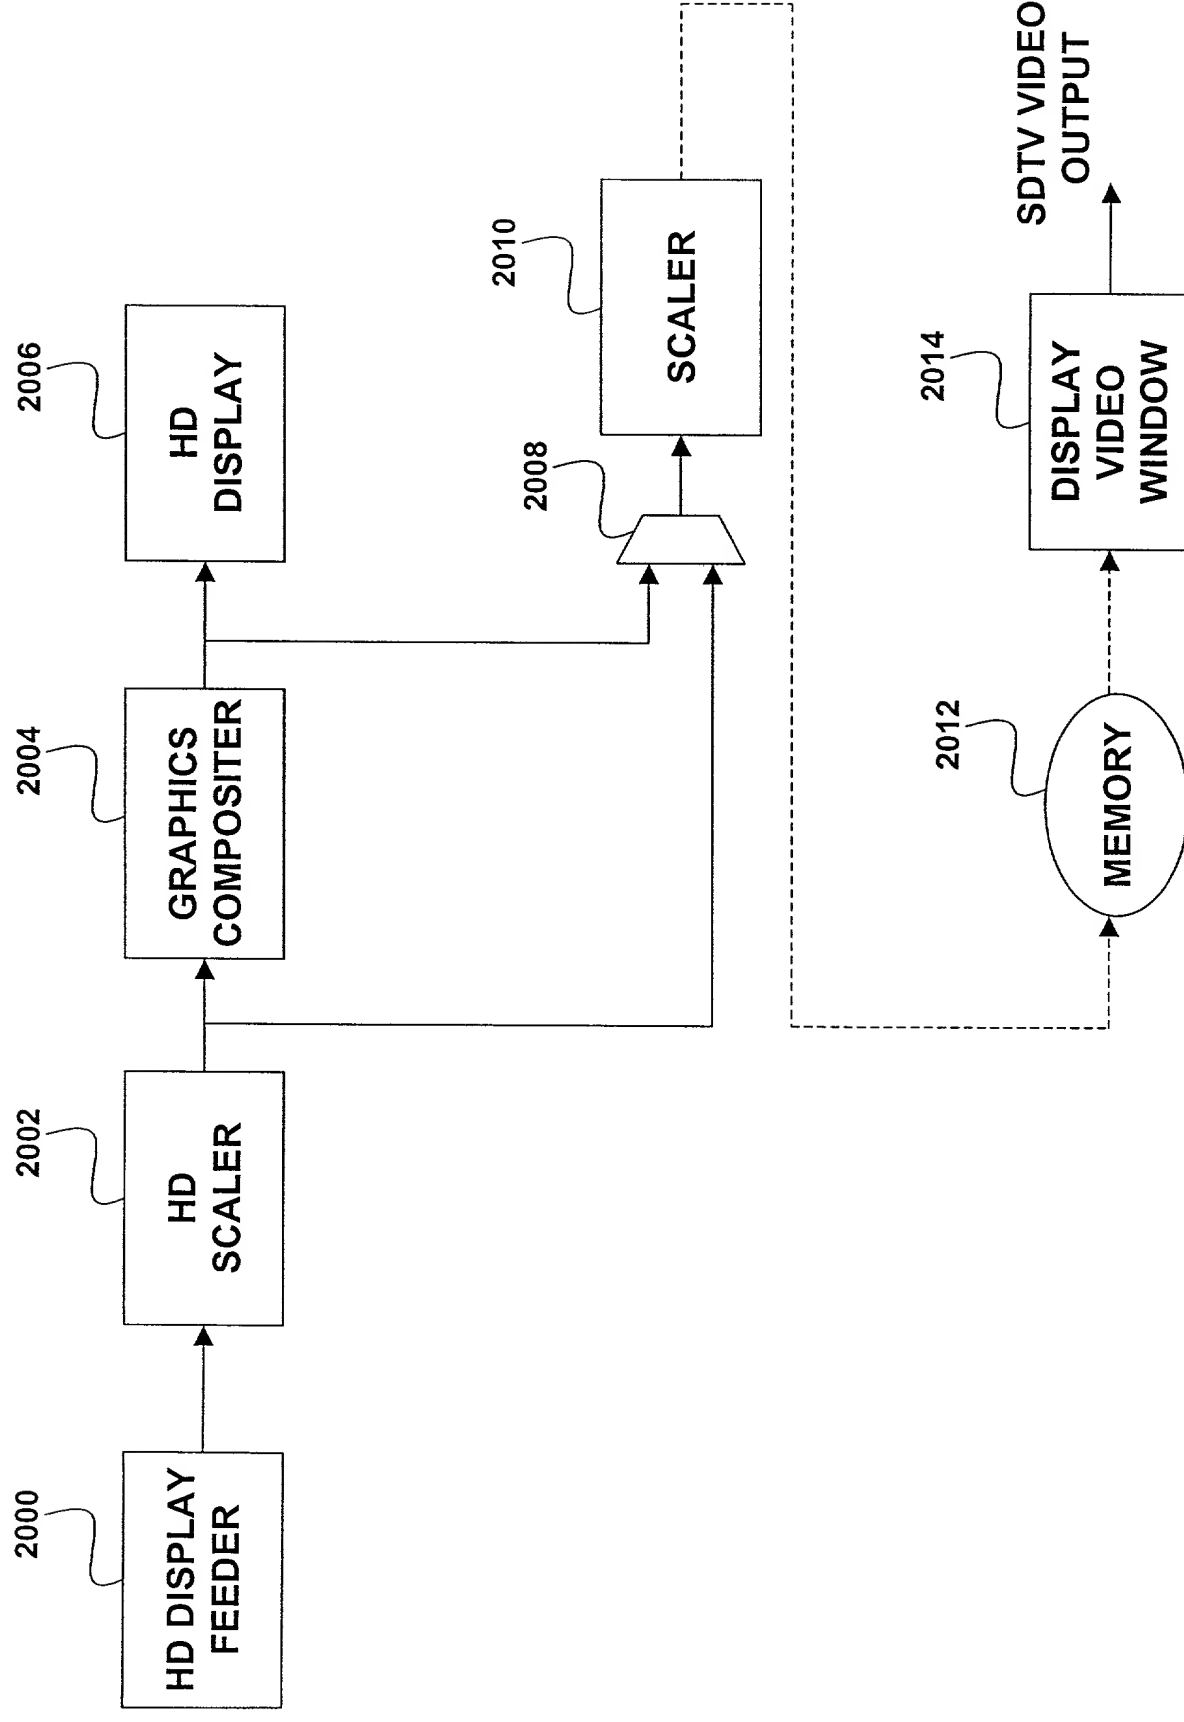 2000
HD DISPLAY
FEEDER
2002
HD
SCALER
2004
GRAPHICS
COMPOSITER
2006
HD
DISPLAY
2008
2010
SCALER
2012
MEMORY
2014
DISPLAY
VIDEO
WINDOW
SDTV VIDEO
OUTPUT